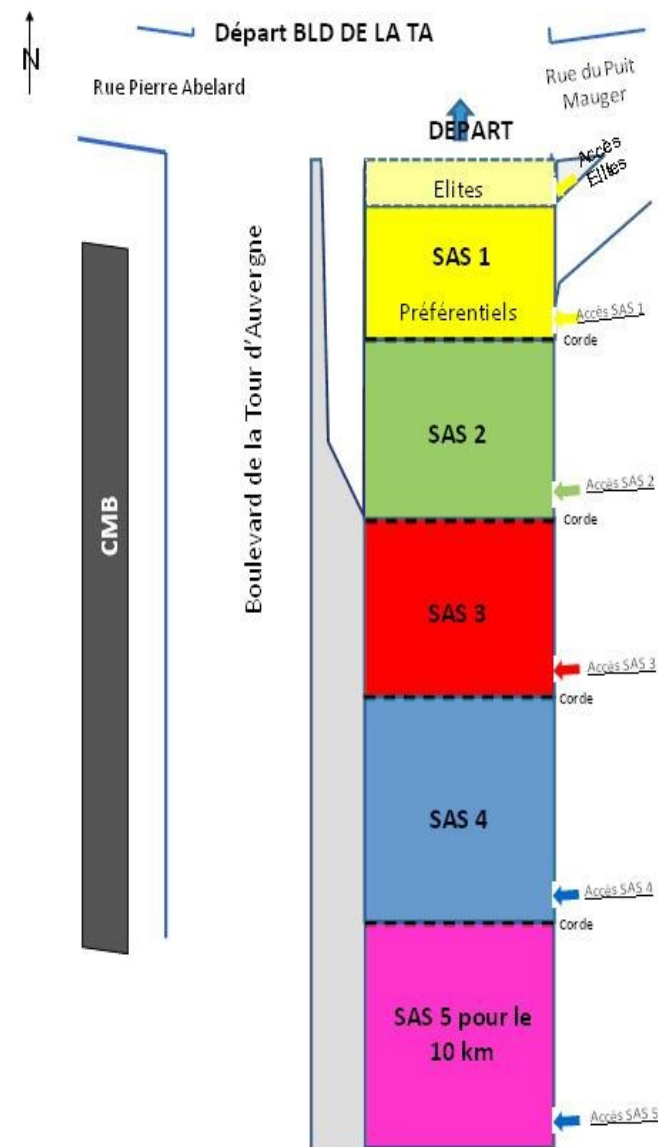 Départ BLD DE LA TA
N
Rue Pierre Abelard
Rue du Puit
Mauger
DEPART
Accès
Elites
Elites
SAS 1
Préférentiels
Accès SAS 1
Corde
Boulevard de la Tour d'Auvergne
SAS 2
Accès SAS 2
Corde
CMB
SAS 3
Accès SAS 3
Corde
SAS 4
Accès SAS 4
Corde
SAS 5 pour le
10 km
Accès SAS 5